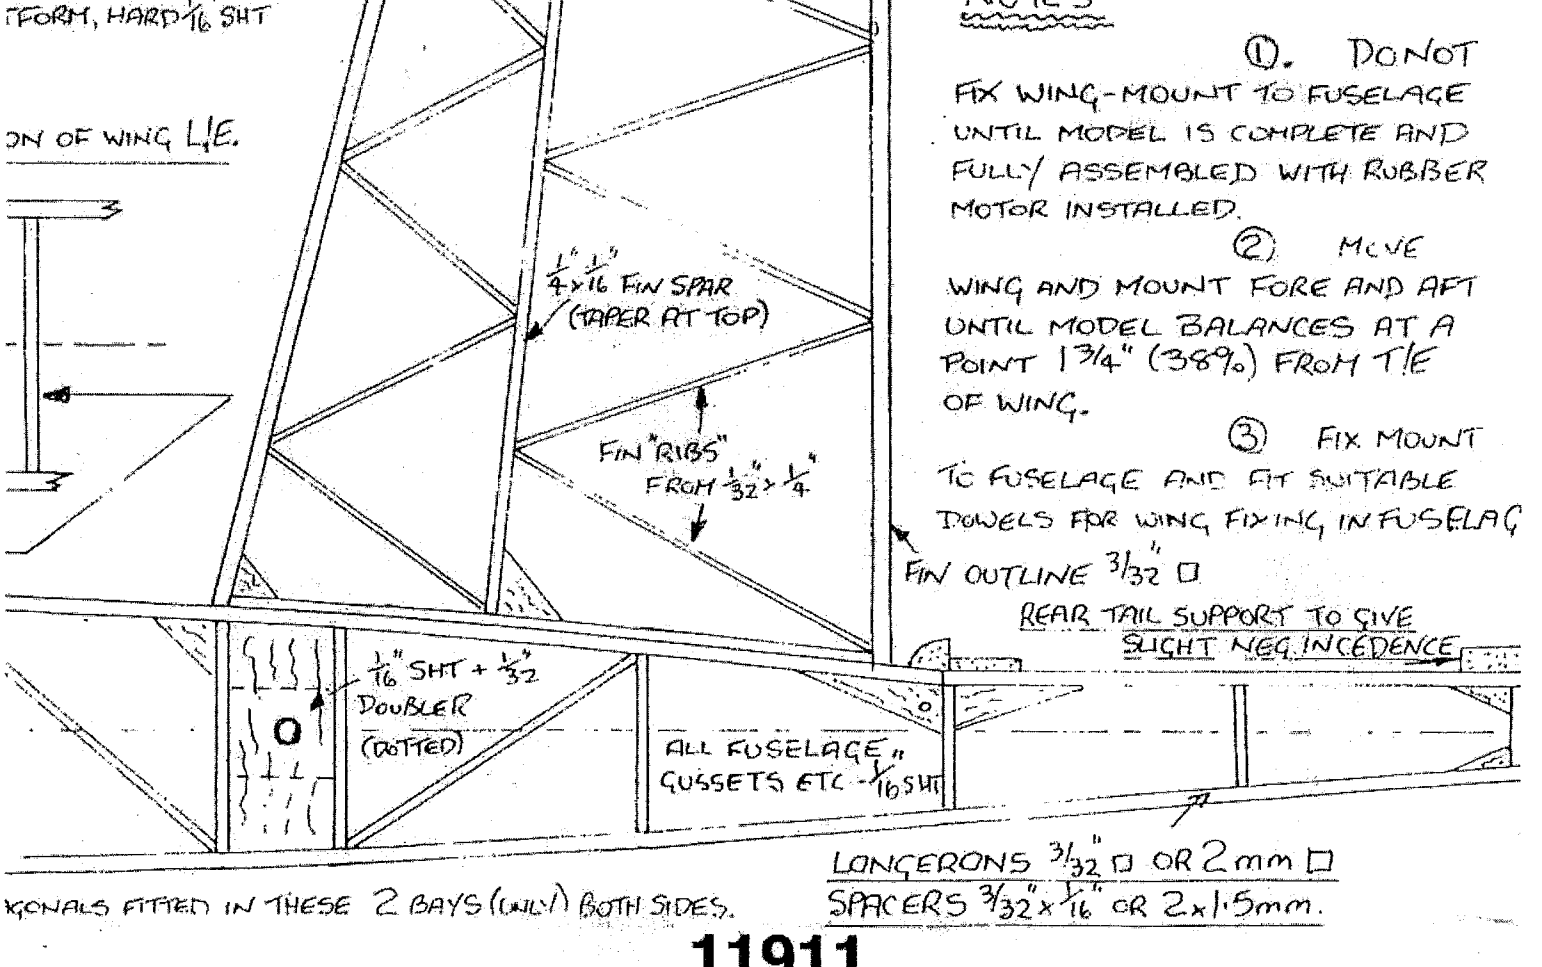 TFORM, HARD 1/16 SHT
ON OF WING L/E.
1/4" x 1/16" FIN SPAR
(TAPER AT TOP)
FIN "RIBS"
FROM 1/32" x 1/4"
NOTES
①. DO NOT
FIX WING-MOUNT TO FUSELAGE
UNTIL MODEL IS COMPLETE AND
FULLY ASSEMBLED WITH RUBBER
MOTOR INSTALLED.
② MOVE
WING AND MOUNT FORE AND AFT
UNTIL MODEL BALANCES AT A
POINT 1 3/4" (38%) FROM T/E
OF WING.
③ FIX MOUNT
TO FUSELAGE AND FIT SUITABLE
DOWELS FOR WING FIXING IN FUSELAG
FIN OUTLINE 3/32" □
REAR TAIL SUPPORT TO GIVE
SLIGHT NEG. INCEDENCE
1/16" SHT + 1/32"
DOUBLER
(DOTTED)
ALL FUSELAGE
GUSSETS ETC - 1/16" SHT
LONGERONS 3/32" □ OR 2mm □
SPACERS 3/32" x 1/16" OR 2x1.5mm.
GONALS FITTED IN THESE 2 BAYS (ONLY) BOTH SIDES.
11911